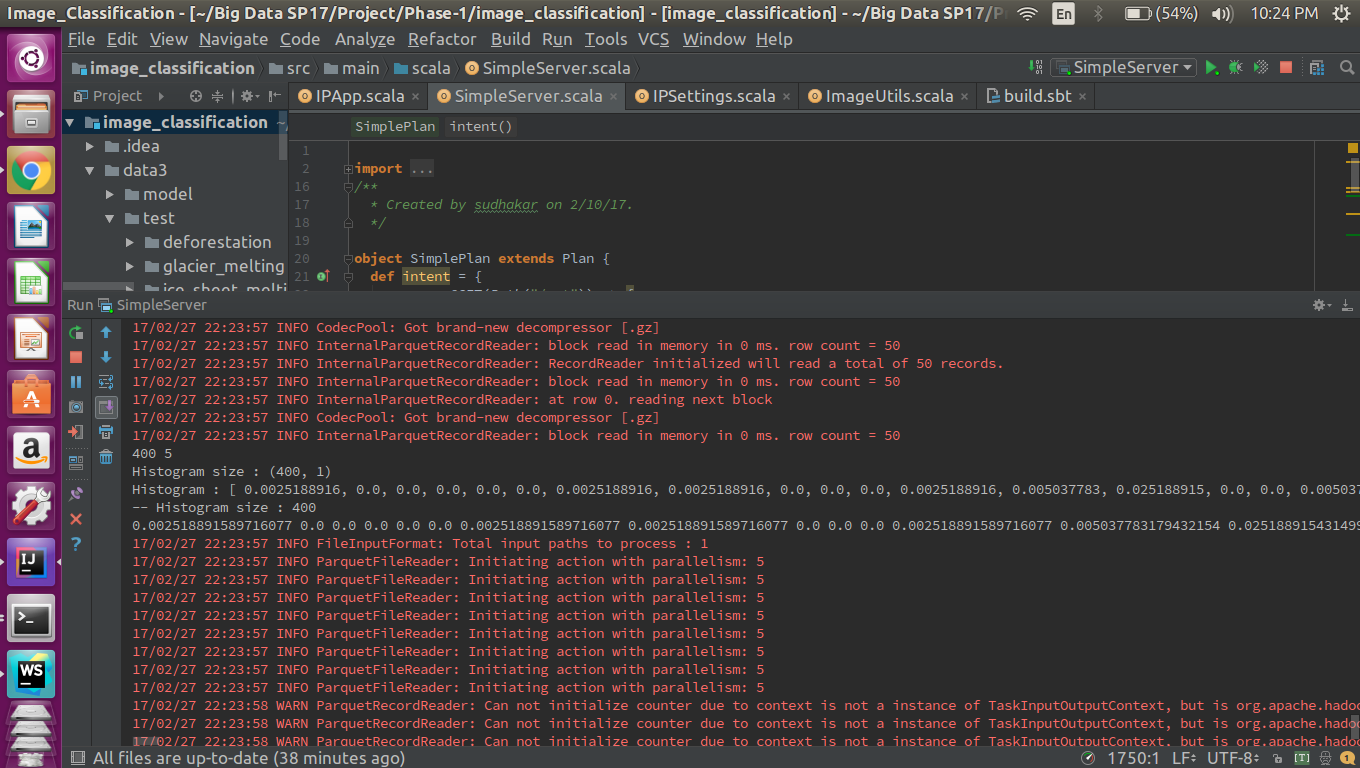 Image_Classification - [~/Big Data SP17/Project/Phase-1/image_classification] - [image_classification] - ~/Big Data SP17/P
En (54%) 10:24 PM
File Edit View Navigate Code Analyze Refactor Build Run Tools VCS Window Help
image_classification src main scala SimpleServer.scala SimpleServer
Project IPApp.scala SimpleServer.scala IPSettings.scala ImageUtils.scala build.sbt
image_classification
SimplePlan intent()
.idea
data3
model
test
deforestation
glacier_melting
1
2 import ...
16 /**
17 * Created by sudhakar on 2/10/17.
18 */
19
20 object SimplePlan extends Plan {
21 def intent = {
Run SimpleServer
17/02/27 22:23:57 INFO CodecPool: Got brand-new decompressor [.gz]
17/02/27 22:23:57 INFO InternalParquetRecordReader: block read in memory in 0 ms. row count = 50
17/02/27 22:23:57 INFO InternalParquetRecordReader: RecordReader initialized will read a total of 50 records.
17/02/27 22:23:57 INFO InternalParquetRecordReader: block read in memory in 0 ms. row count = 50
17/02/27 22:23:57 INFO InternalParquetRecordReader: at row 0. reading next block
17/02/27 22:23:57 INFO CodecPool: Got brand-new decompressor [.gz]
17/02/27 22:23:57 INFO InternalParquetRecordReader: block read in memory in 0 ms. row count = 50
400 5
Histogram size : (400, 1)
Histogram : [ 0.0025188916, 0.0, 0.0, 0.0, 0.0, 0.0, 0.0025188916, 0.0025188916, 0.0, 0.0, 0.0, 0.0025188916, 0.005037783, 0.025188915, 0.0, 0.0, 0.005037
-- Histogram size : 400
0.002518891589716077 0.0 0.0 0.0 0.0 0.0 0.002518891589716077 0.002518891589716077 0.0 0.0 0.0 0.002518891589716077 0.005037783179432154 0.025188915431499
17/02/27 22:23:57 INFO FileInputFormat: Total input paths to process : 1
17/02/27 22:23:57 INFO ParquetFileReader: Initiating action with parallelism: 5
17/02/27 22:23:57 INFO ParquetFileReader: Initiating action with parallelism: 5
17/02/27 22:23:57 INFO ParquetFileReader: Initiating action with parallelism: 5
17/02/27 22:23:57 INFO ParquetFileReader: Initiating action with parallelism: 5
17/02/27 22:23:57 INFO ParquetFileReader: Initiating action with parallelism: 5
17/02/27 22:23:57 INFO ParquetFileReader: Initiating action with parallelism: 5
17/02/27 22:23:57 INFO ParquetFileReader: Initiating action with parallelism: 5
17/02/27 22:23:57 INFO ParquetFileReader: Initiating action with parallelism: 5
17/02/27 22:23:58 WARN ParquetRecordReader: Can not initialize counter due to context is not a instance of TaskInputOutputContext, but is org.apache.hadoo
17/02/27 22:23:58 WARN ParquetRecordReader: Can not initialize counter due to context is not a instance of TaskInputOutputContext, but is org.apache.hadoo
17/02/27 22:23:58 WARN ParquetRecordReader: Can not initialize counter due to context is not a instance of TaskInputOutputContext, but is org.apache.hadoo
All files are up-to-date (38 minutes ago) 1750:1 LF UTF-8 [T] 1
IJ
WS